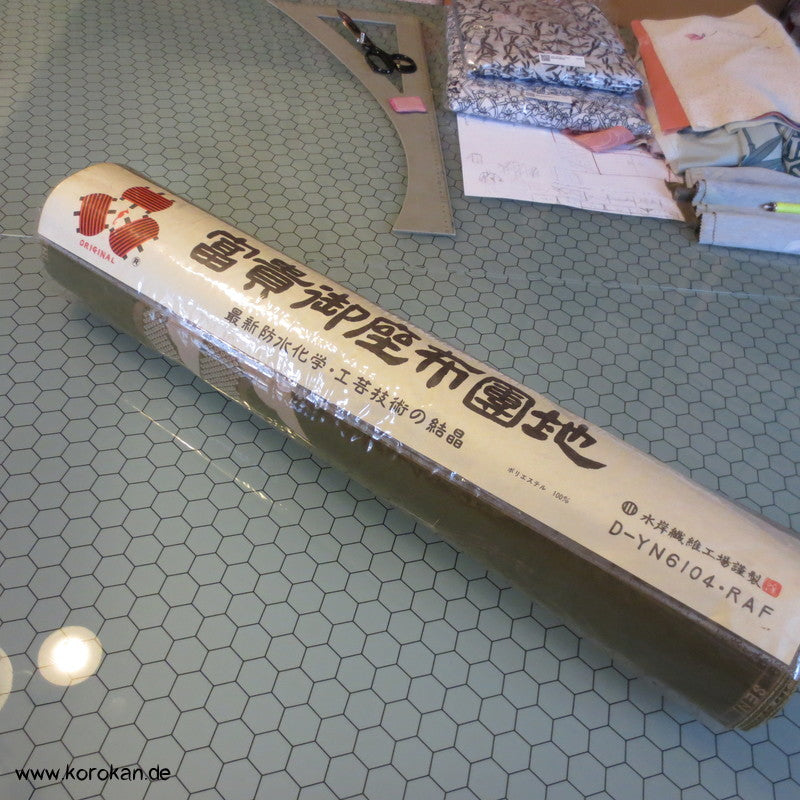 ORIGINAL ®
富貴御座布團地
最新防水化学・工芸技術の結晶
ポリエステル 100%
水岸繊維工場謹製
D-YN6104・RAF
www.korokan.de